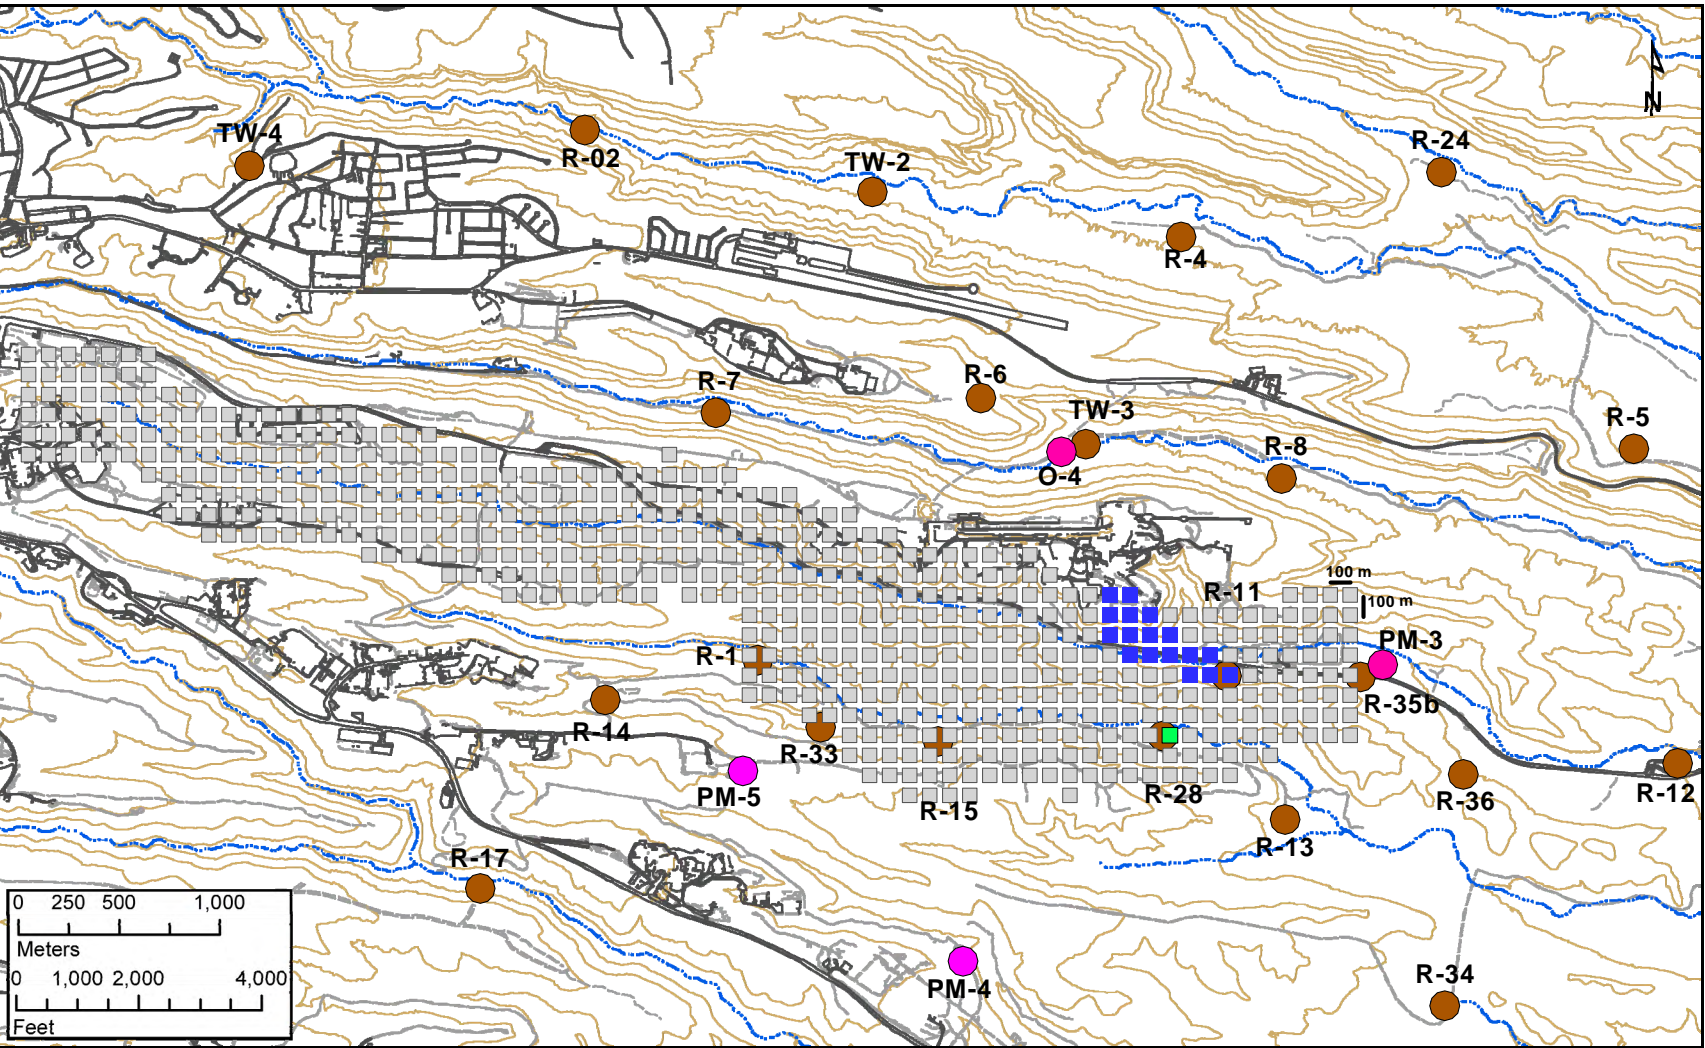 N
TW-4
R-02
TW-2
R-24
R-4
R-7
R-6
TW-3
R-5
R-8
O-4
100 m
R-11
100 m
PM-3
R-1
R-35b
R-14
R-33
PM-5
R-15
R-28
R-36
R-12
R-13
R-17
0 250 500 1,000
Meters
0 1,000 2,000 4,000
Feet
PM-4
R-34